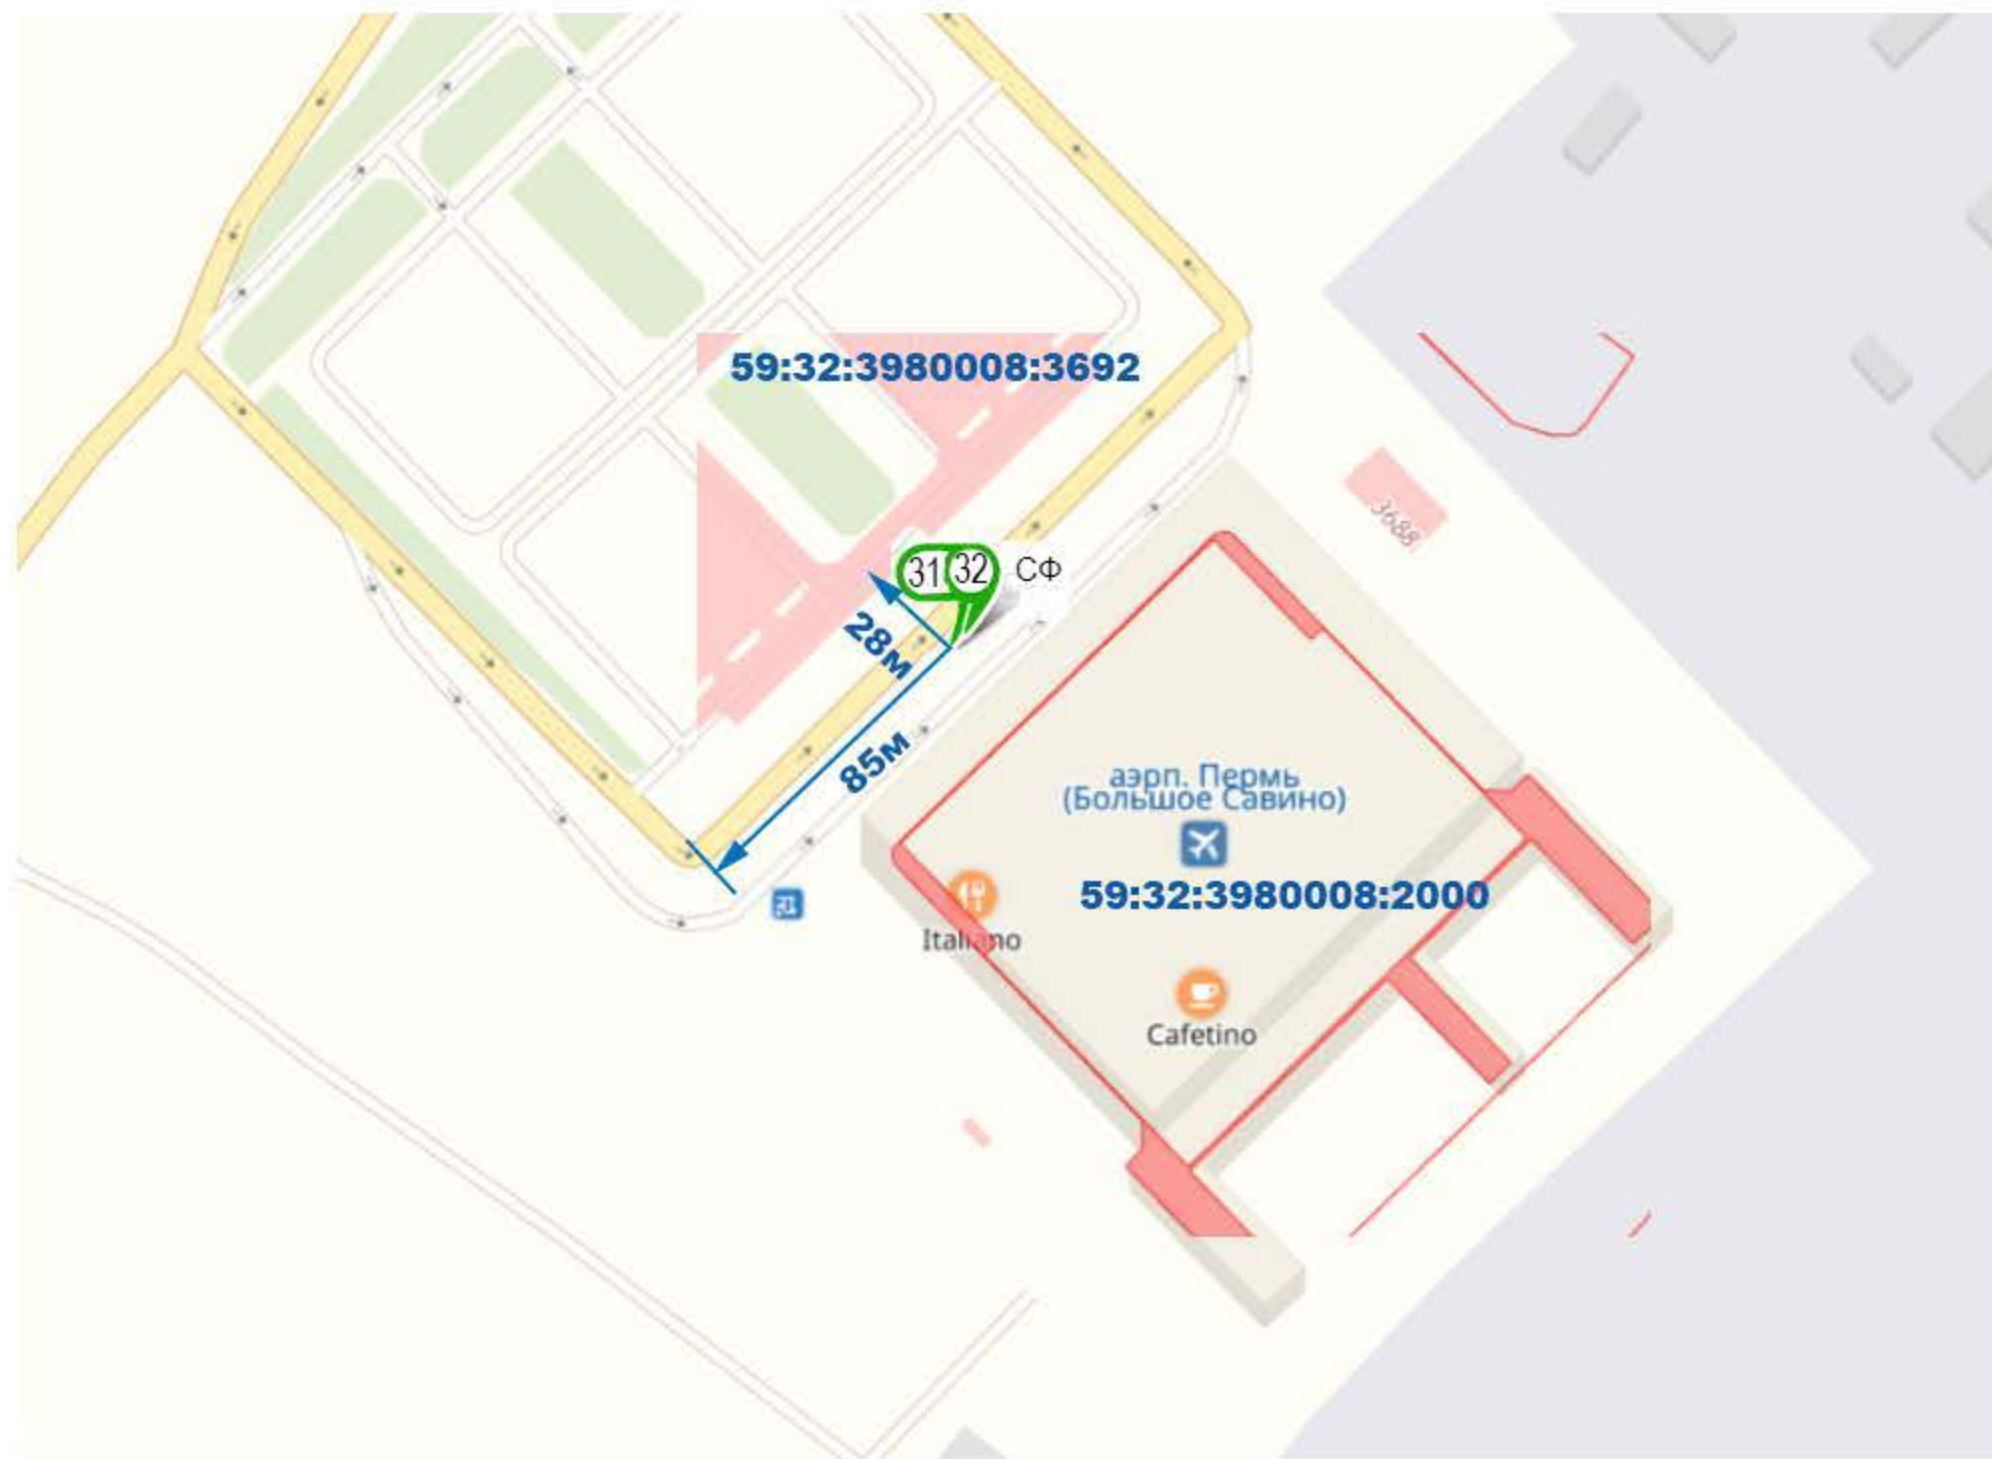 59:32:3980008:3692
3688
31 32 СФ
28м
85м
аэрп. Пермь
(Большое Савино)
59:32:3980008:2000
Italiano
Cafetino